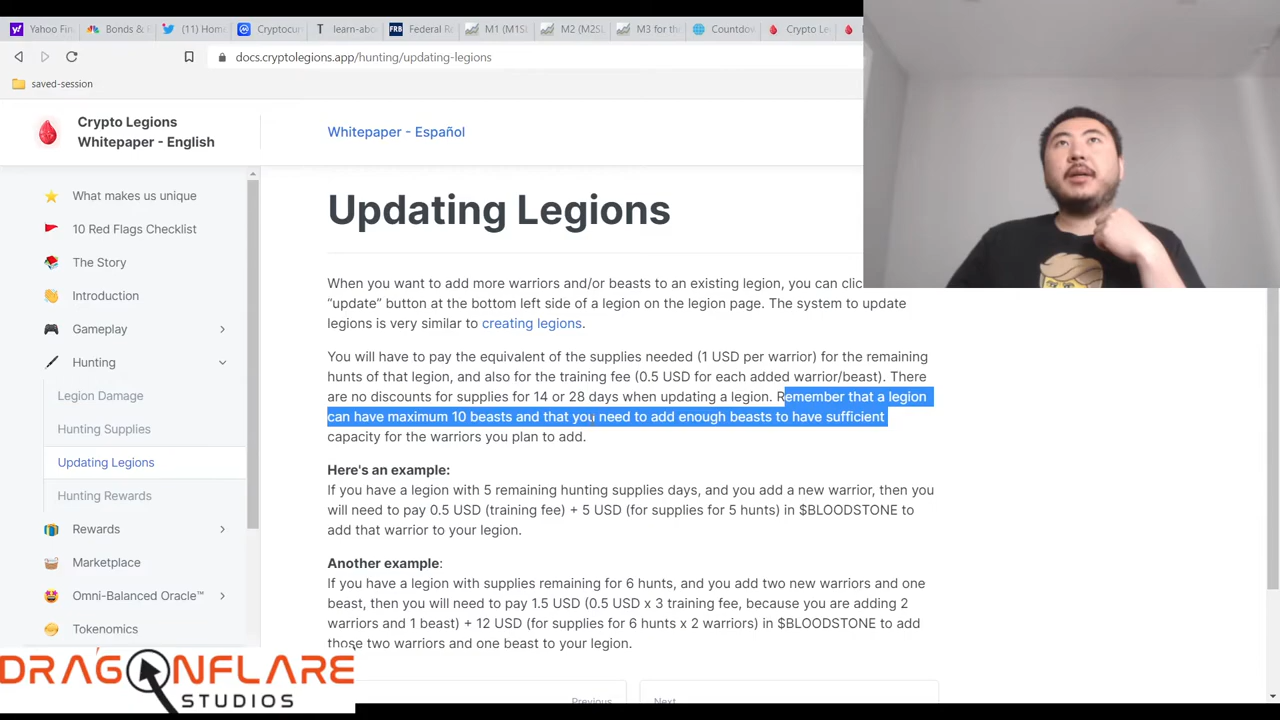 Yahoo Fin
Bonds &
(11) Hom
Cryptocur
learn-abo
Federal R
M1 (M1SL
M2 (M2SL
M3 for th
Countdow
Crypto Le
docs.cryptolegions.app/hunting/updating-legions
saved-session
Crypto Legions
Whitepaper - English
Whitepaper - Español
What makes us unique
10 Red Flags Checklist
The Story
Introduction
Gameplay
Hunting
Legion Damage
Hunting Supplies
Updating Legions
Hunting Rewards
Rewards
Marketplace
Omni-Balanced Oracle™
Tokenomics
Updating Legions
When you want to add more warriors and/or beasts to an existing legion, you can clic
“update” button at the bottom left side of a legion on the legion page. The system to update
legions is very similar to creating legions.
You will have to pay the equivalent of the supplies needed (1 USD per warrior) for the remaining
hunts of that legion, and also for the training fee (0.5 USD for each added warrior/beast). There
are no discounts for supplies for 14 or 28 days when updating a legion. Remember that a legion
can have maximum 10 beasts and that you need to add enough beasts to have sufficient
capacity for the warriors you plan to add.
Here's an example:
If you have a legion with 5 remaining hunting supplies days, and you add a new warrior, then you
will need to pay 0.5 USD (training fee) + 5 USD (for supplies for 5 hunts) in $BLOODSTONE to
add that warrior to your legion.
Another example:
If you have a legion with supplies remaining for 6 hunts, and you add two new warriors and one
beast, then you will need to pay 1.5 USD (0.5 USD x 3 training fee, because you are adding 2
warriors and 1 beast) + 12 USD (for supplies for 6 hunts x 2 warriors) in $BLOODSTONE to add
those two warriors and one beast to your legion.
Previous
Next
DRAGONFLARE
STUDIOS